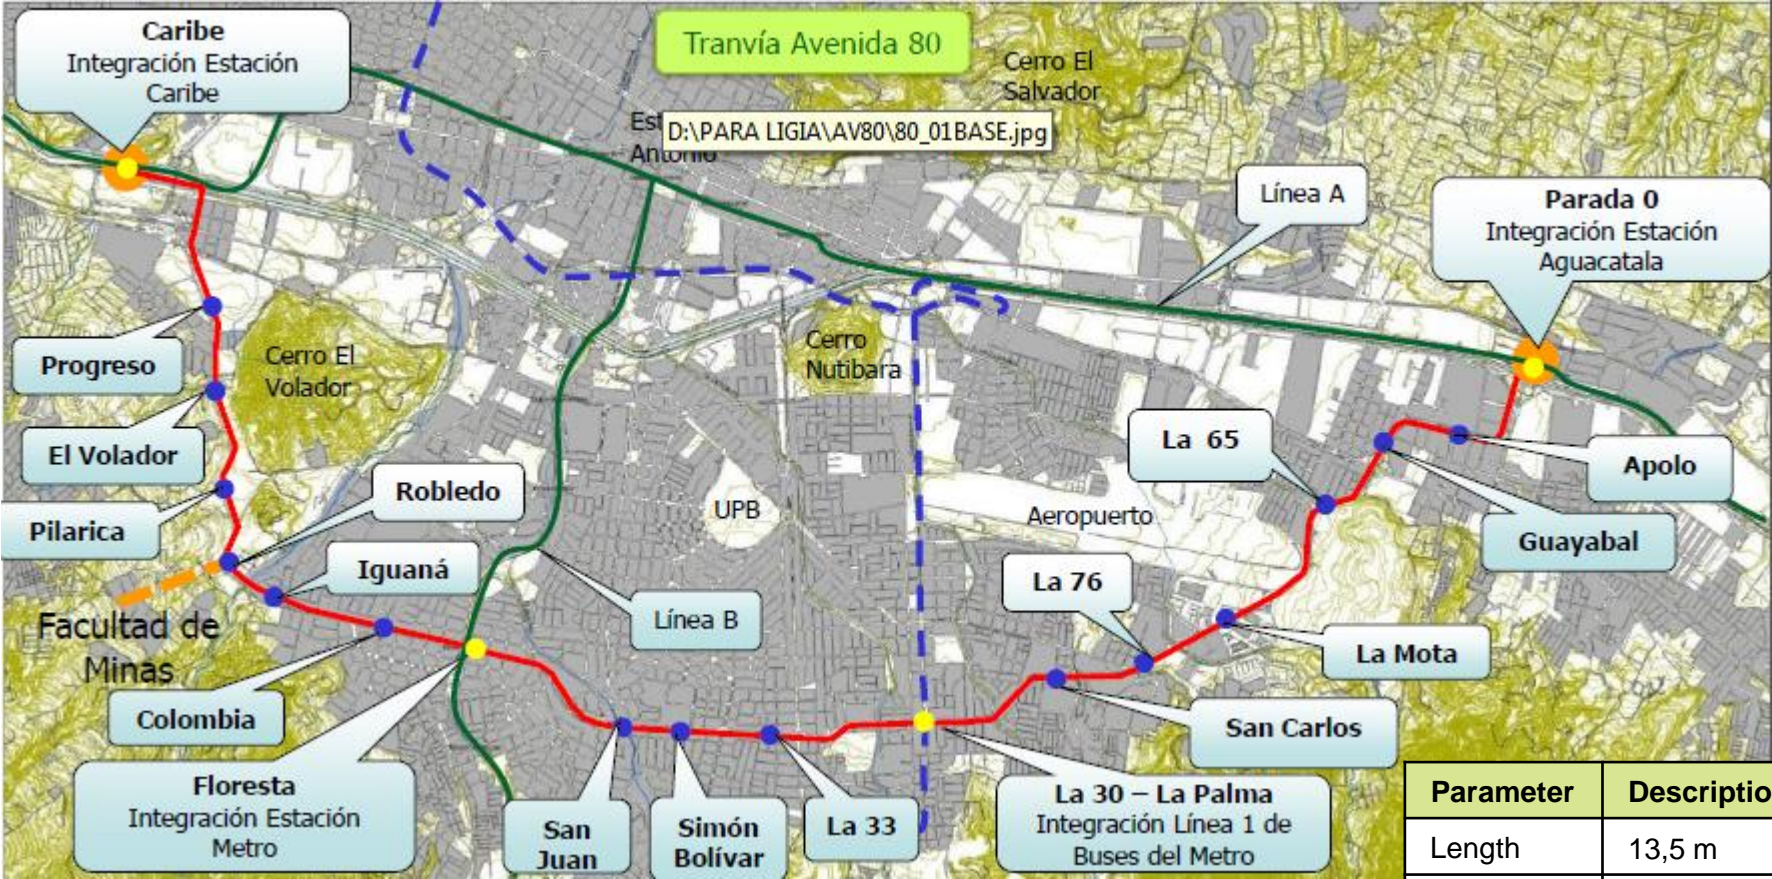 Caribe
Integración Estación
Caribe
Tranvía Avenida 80
Cerro El
Salvador
Est
Antonio
D:\PARA LIGIA\AV80\80_01BASE.jpg
Línea A
Parada 0
Integración Estación
Aguacatala
Progreso
Cerro El
Volador
Cerro
Nutibara
El Volador
La 65
Apolo
Robledo
UPB
Aeropuerto
Pilarica
Guayabal
Iguaná
La 76
Línea B
Facultad de
Minas
La Mota
Colombia
San Carlos
Floresta
Integración Estación
Metro
San
Juan
Simón
Bolívar
La 33
La 30 – La Palma
Integración Línea 1 de
Buses del Metro
Parameter Descriptio
Length 13,5 m